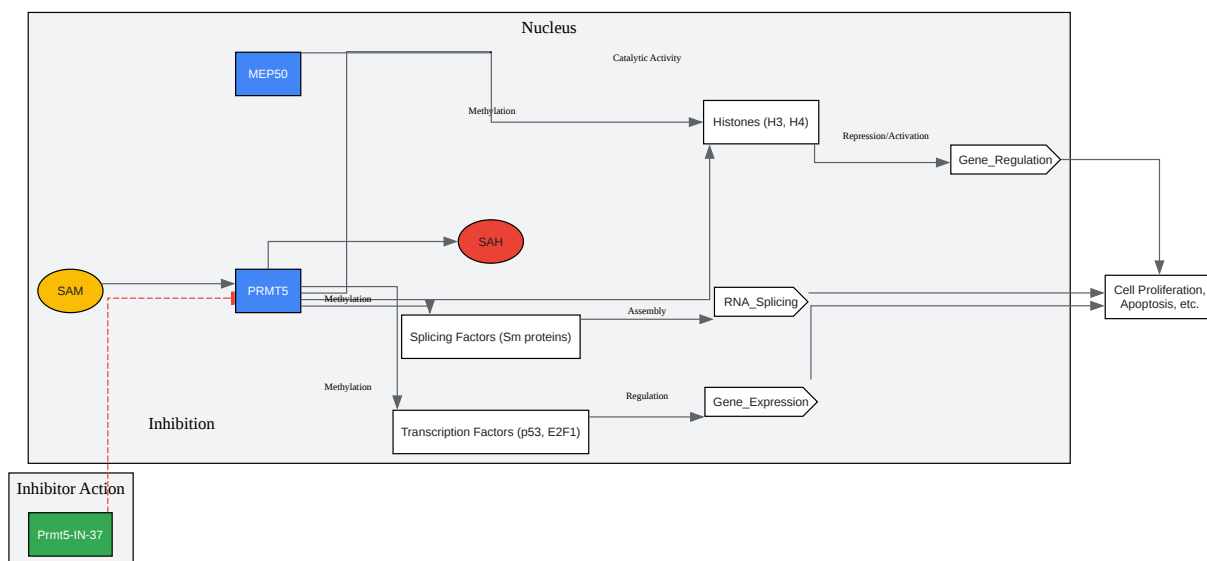 Nucleus
MEP50
Catalytic Activity
Methylation
Histones (H3, H4)
Repression/Activation
Gene_Regulation
SAH
SAM
PRMT5
Methylation
RNA_Splicing
Cell Proliferation,
Apoptosis, etc.
Assembly
Splicing Factors (Sm proteins)
Methylation
Regulation
Gene_Expression
Inhibition
Transcription Factors (p53, E2F1)
Inhibitor Action
Prmt5-IN-37